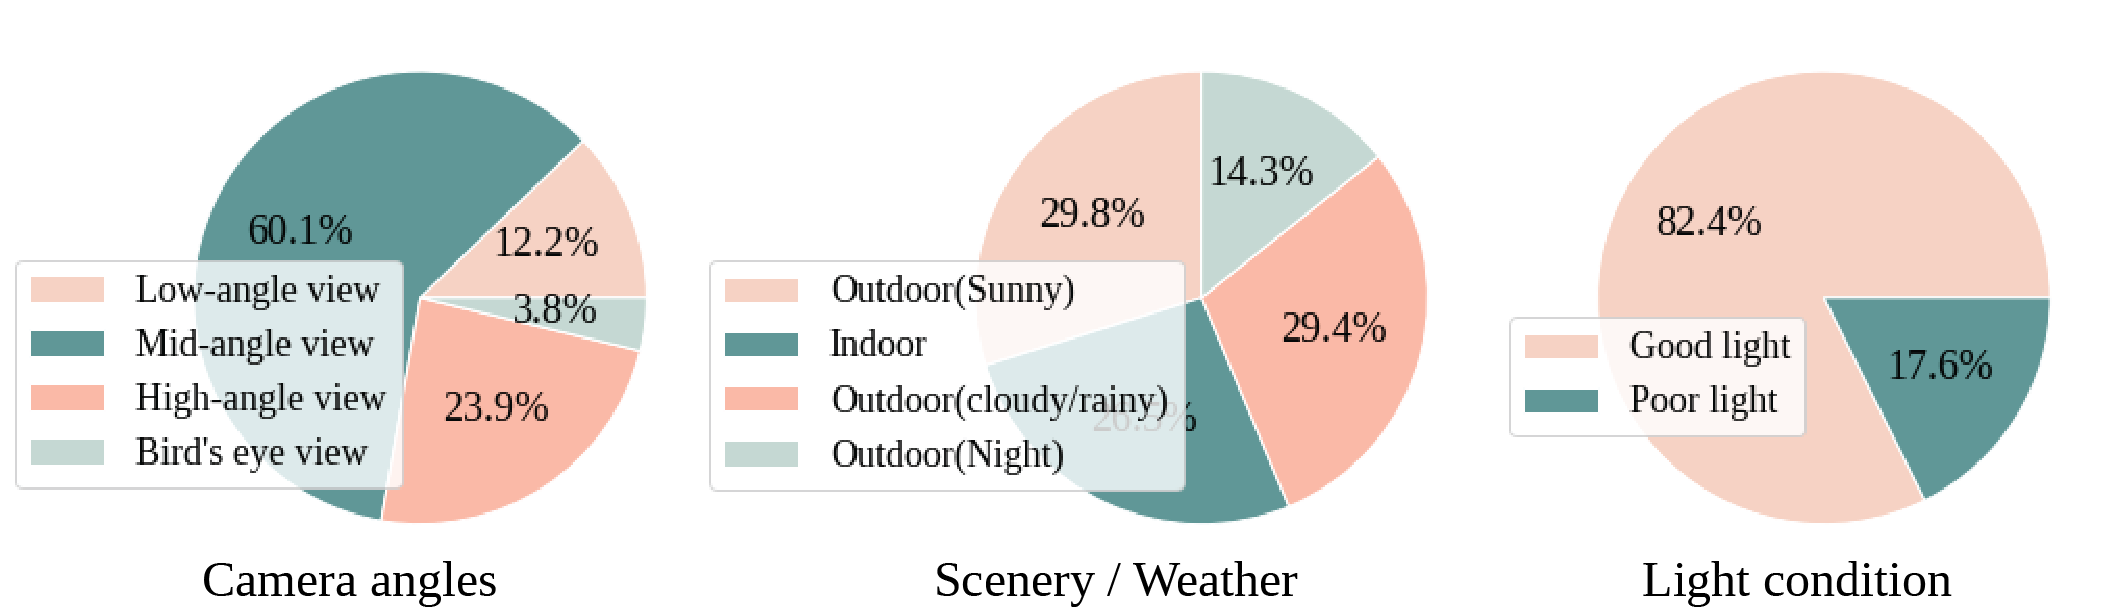 60.1%
12.2%
3.8%
23.9%
Low-angle view
Mid-angle view
High-angle view
Bird's eye view
Camera angles
29.8%
14.3%
29.4%
26.5%
Outdoor(Sunny)
Indoor
Outdoor(cloudy/rainy)
Outdoor(Night)
Scenery / Weather
82.4%
17.6%
Good light
Poor light
Light condition